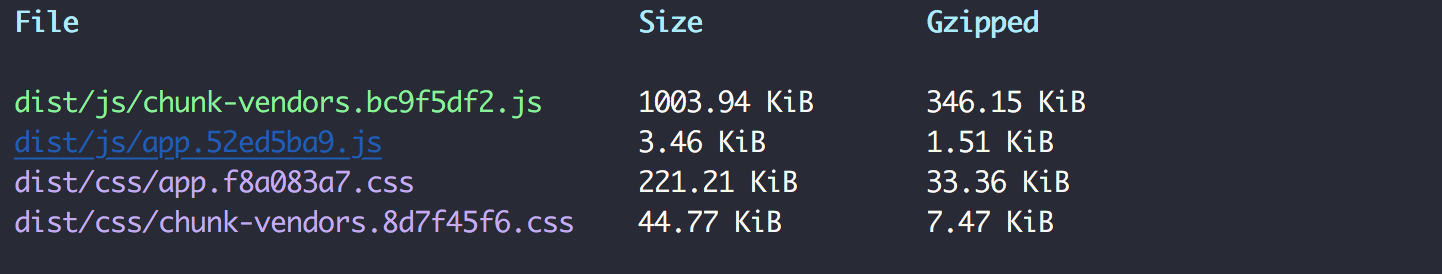 File Size Gzipped
dist/js/chunk-vendors.bc9f5df2.js 1003.94 KiB 346.15 KiB
dist/js/app.52ed5ba9.js 3.46 KiB 1.51 KiB
dist/css/app.f8a083a7.css 221.21 KiB 33.36 KiB
dist/css/chunk-vendors.8d7f45f6.css 44.77 KiB 7.47 KiB